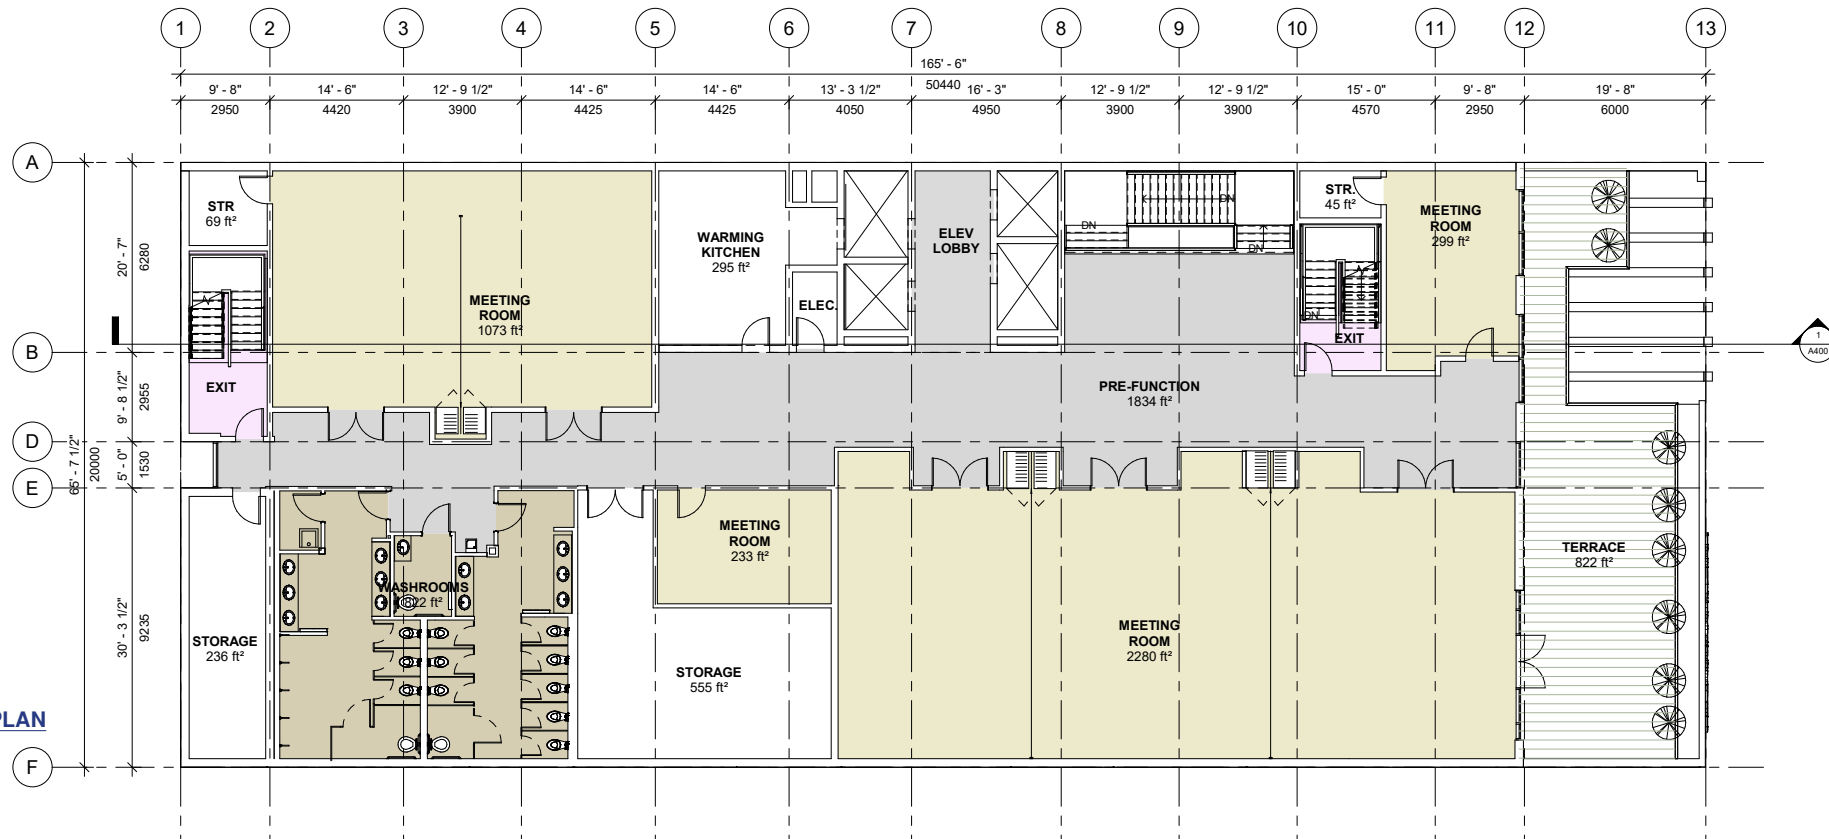 1 2 3 4 5 6 7 8 9 10 11 12 13
165' - 6"
50440
9' - 8" 14' - 6" 12' - 9 1/2" 14' - 6" 14' - 6" 13' - 3 1/2" 16' - 3" 12' - 9 1/2" 12' - 9 1/2" 15' - 0" 9' - 8" 19' - 8"
2950 4420 3900 4425 4425 4050 4950 3900 3900 4570 2950 6000
A
B
D
E
F
65' - 7 1/2"
20000
20' - 7"
6280
9' - 8 1/2"
2955
5' - 0"
1530
30' - 3 1/2"
9235
STR
69 ft²
EXIT
MEETING
ROOM
1073 ft²
WARMING
KITCHEN
295 ft²
ELEC.
ELEV
LOBBY
DN
DN
DN
STR.
45 ft²
DN
EXIT
MEETING
ROOM
299 ft²
1
A400
PRE-FUNCTION
1834 ft²
STORAGE
236 ft²
WASHROOMS
822 ft²
MEETING
ROOM
233 ft²
STORAGE
555 ft²
MEETING
ROOM
2280 ft²
TERRACE
822 ft²
PLAN